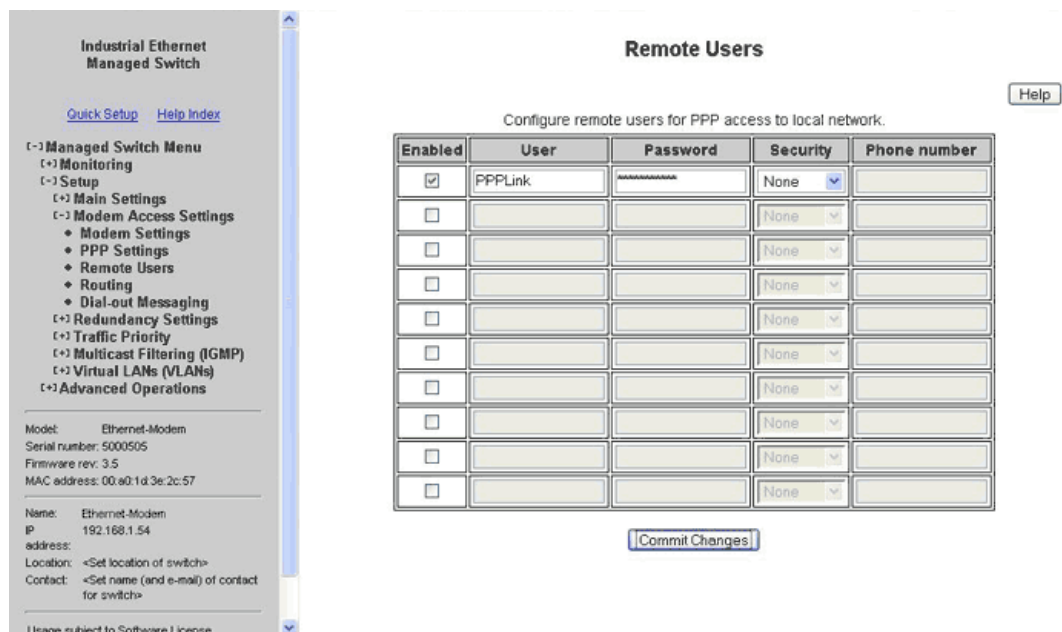 Industrial Ethernet
Managed Switch
Quick Setup Help Index
[-] Managed Switch Menu
[+] Monitoring
[-] Setup
[+] Main Settings
[-] Modem Access Settings
Modem Settings
PPP Settings
Remote Users
Routing
Dial-out Messaging
[+] Redundancy Settings
[+] Traffic Priority
[+] Multicast Filtering (IGMP)
[+] Virtual LANs (VLANs)
[+] Advanced Operations
Model: Ethernet-Modem
Serial number: 5000505
Firmware rev: 3.5
MAC address: 00:a0:1d:3e:2c:57
Name: Ethernet-Modem
IP address: 192.168.1.54
Location: <Set location of switch>
Contact: <Set name (and e-mail) of contact
for switch>
Usage subject to Software License
Remote Users
Help
Configure remote users for PPP access to local network.
Enabled User Password Security Phone number
PPPLink *********** None
None
None
None
None
None
None
None
None
None
Commit Changes